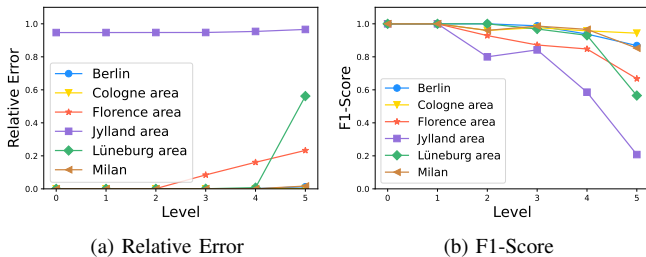 Relative Error
1.0
0.8
0.6
0.4
0.2
0.0
Berlin
Cologne area
Florence area
Jylland area
Lüneburg area
Milan
0 1 2 3 4 5
Level
(a) Relative Error
F1-Score
1.0
0.8
0.6
0.4
0.2
0.0
Berlin
Cologne area
Florence area
Jylland area
Lüneburg area
Milan
0 1 2 3 4 5
Level
(b) F1-Score